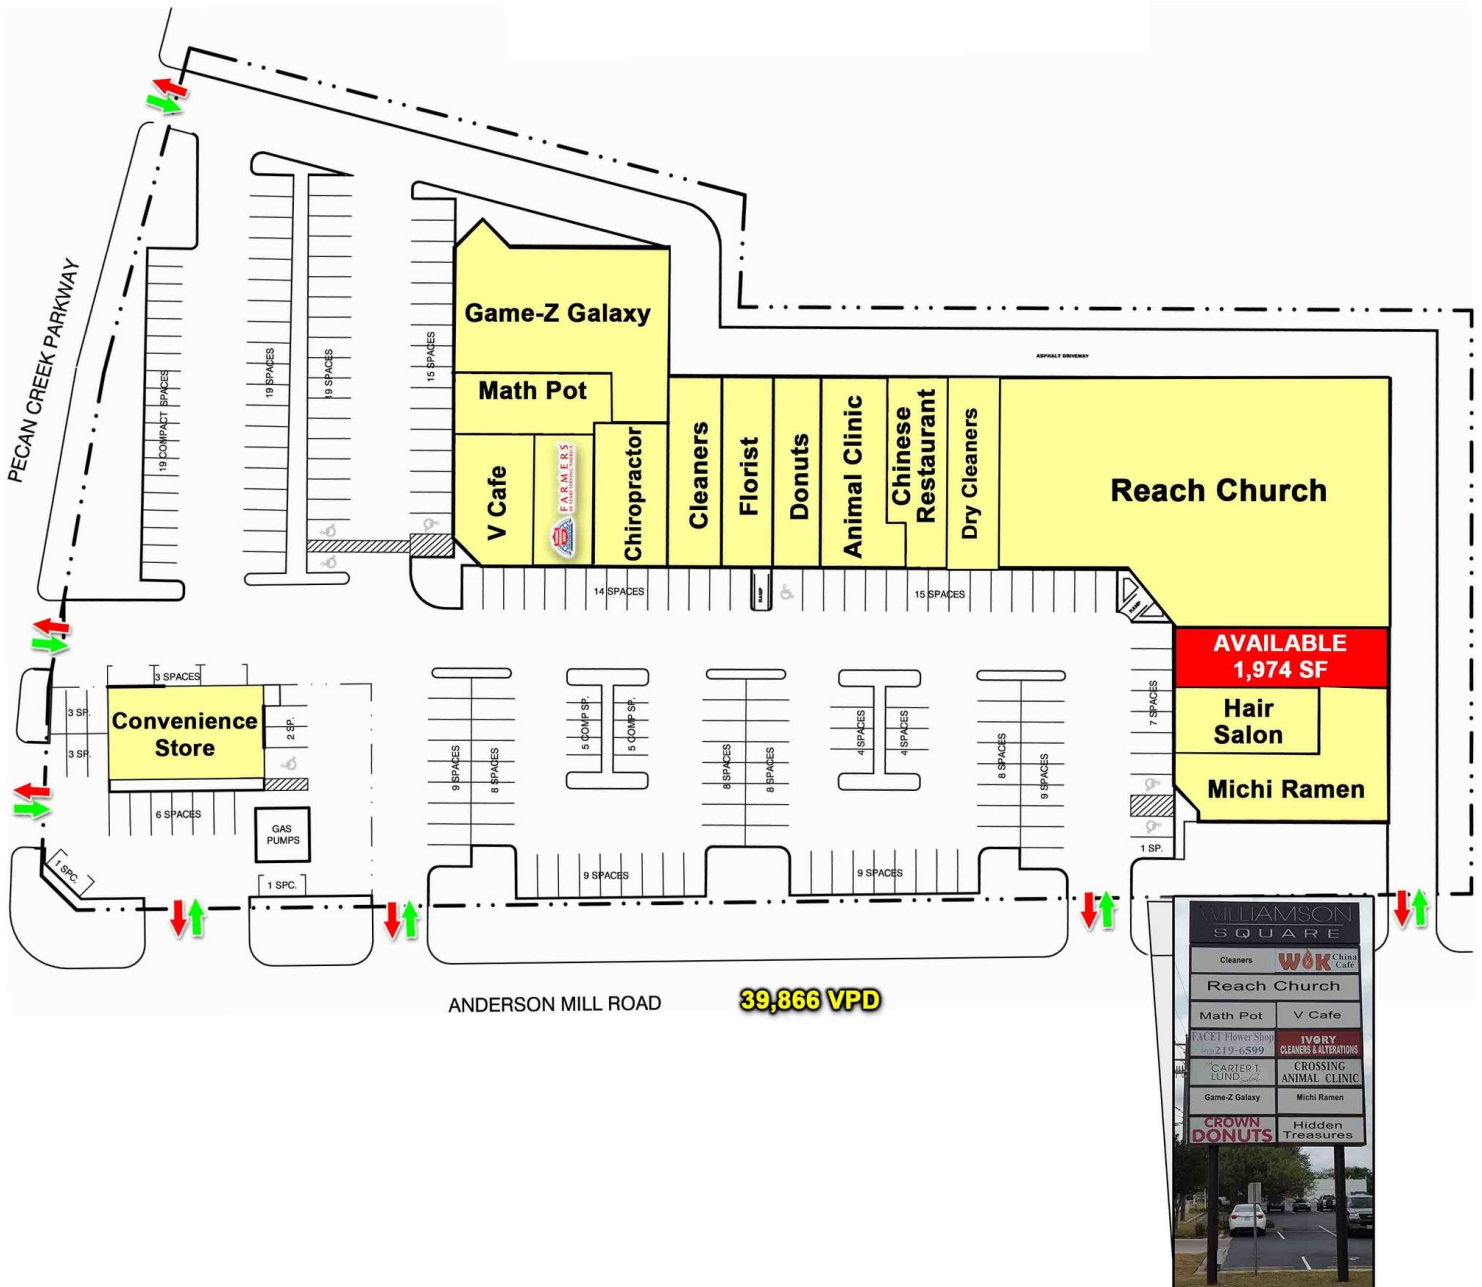 PECAN CREEK PARKWAY
19 COMPACT SPACES
19 SPACES
19 SPACES
15 SPACES
Game-Z Galaxy
Math Pot
V Cafe
FARMERS
Chiropractor
Cleaners
Florist
Donuts
Animal Clinic
Chinese
Restaurant
Dry Cleaners
ASPHALT DRIVEWAY
Reach Church
14 SPACES
RAMP
15 SPACES
RAMP
AVAILABLE
1,974 SF
Hair
Salon
Michi Ramen
7 SPACES
1 SP.
3 SPACES
3 SP.
3 SP.
Convenience
Store
2 SP.
6 SPACES
GAS
PUMPS
1 SPC.
1 SPC.
9 SPACES
8 SPACES
5 COMP SP.
5 COMP SP.
8 SPACES
8 SPACES
4 SPACES
4 SPACES
8 SPACES
9 SPACES
9 SPACES
9 SPACES
ANDERSON MILL ROAD
39,866 VPD
WILLIAMSON
SQUARE
Cleaners
WOK China
Café
Reach Church
Math Pot
V Cafe
FACET Flower Shop
219-6599
IVORY
CLEANERS & ALTERATIONS
CARTER T.
LUND
CROSSING
ANIMAL CLINIC
Game-Z Galaxy
Michi Ramen
CROWN
DONUTS
Hidden
Treasures